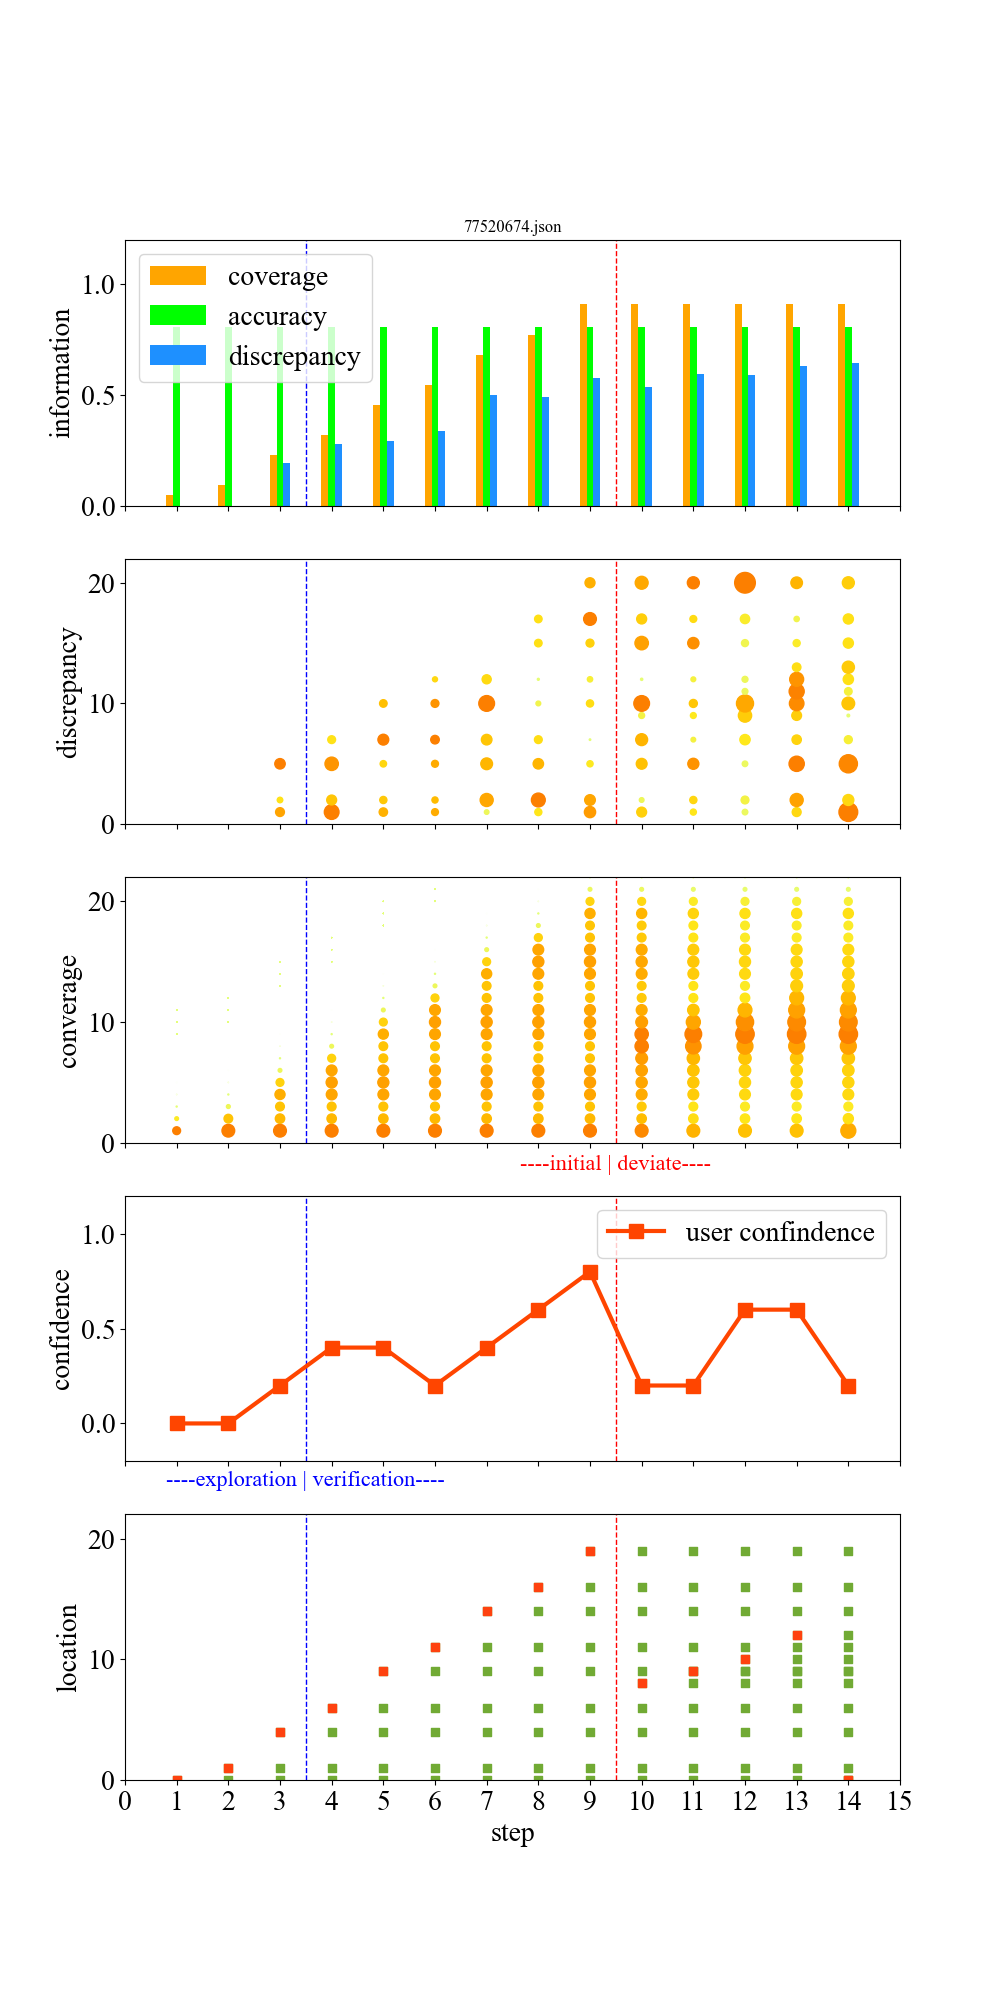 77520674.json
coverage
accuracy
discrepancy
information
1.0
0.5
0.0
discrepancy
20
10
0
converage
20
10
0
----initial | deviate----
user confindence
confidence
1.0
0.5
0.0
----exploration | verification----
location
20
10
0
0 1 2 3 4 5 6 7 8 9 10 11 12 13 14 15
step